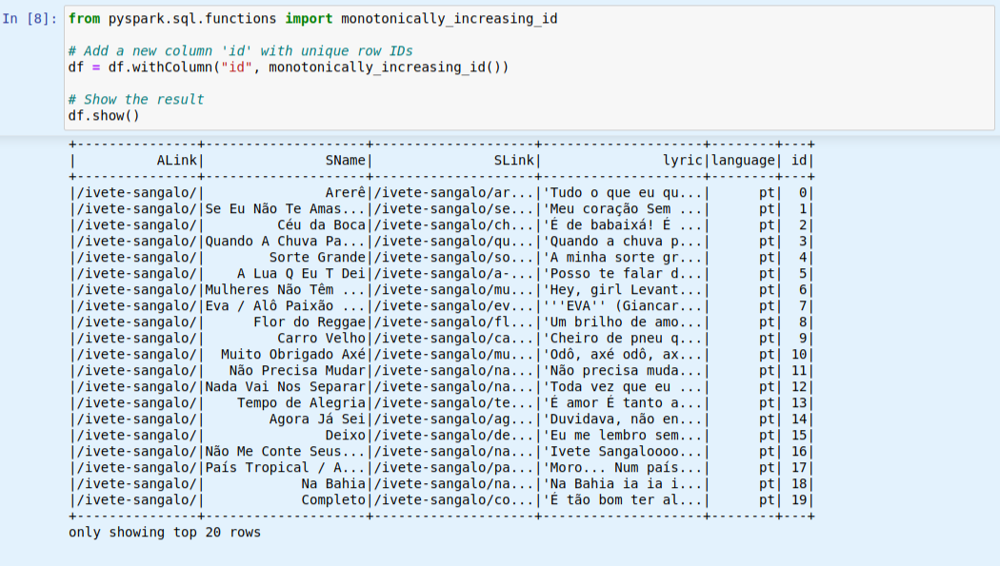 In [8]: from pyspark.sql.functions import monotonically_increasing_id
# Add a new column 'id' with unique row IDs
df = df.withColumn("id", monotonically_increasing_id())
# Show the result
df.show()
+---------------+--------------------+--------------------+--------------------+--------+---+
|          ALink|               SName|               SLink|               lyric|language| id|
+---------------+--------------------+--------------------+--------------------+--------+---+
|/ivete-sangalo/|              Arerê|/ivete-sangalo/ar...|'Tudo o que eu qu...|      pt|  0|
|/ivete-sangalo/|Se Eu Não Te Amas...|/ivete-sangalo/se...|'Meu coração Sem ...|      pt|  1|
|/ivete-sangalo/|         Céu da Boca|/ivete-sangalo/ch...|'É de babaixá! É ...|      pt|  2|
|/ivete-sangalo/|Quando A Chuva Pa...|/ivete-sangalo/qu...|'Quando a chuva p...|      pt|  3|
|/ivete-sangalo/|        Sorte Grande|/ivete-sangalo/so...|'A minha sorte gr...|      pt|  4|
|/ivete-sangalo/|    A Lua Q Eu T Dei|/ivete-sangalo/a-...|'Posso te falar d...|      pt|  5|
|/ivete-sangalo/|Mulheres Não Têm ...|/ivete-sangalo/mu...|'Hey, girl Levant...|      pt|  6|
|/ivete-sangalo/|Eva / Alô Paixão ...|/ivete-sangalo/ev...|'''EVA'' (Giancar...|      pt|  7|
|/ivete-sangalo/|      Flor do Reggae|/ivete-sangalo/fl...|'Um brilho de amo...|      pt|  8|
|/ivete-sangalo/|         Carro Velho|/ivete-sangalo/ca...|'Cheiro de pneu q...|      pt|  9|
|/ivete-sangalo/|  Muito Obrigado Axé|/ivete-sangalo/mu...|'Odô, axé odô, ax...|      pt| 10|
|/ivete-sangalo/|   Não Precisa Mudar|/ivete-sangalo/na...|'Não precisa muda...|      pt| 11|
|/ivete-sangalo/|Nada Vai Nos Separar|/ivete-sangalo/na...|'Toda vez que eu ...|      pt| 12|
|/ivete-sangalo/|    Tempo de Alegria|/ivete-sangalo/te...|'É amor É tanto a...|      pt| 13|
|/ivete-sangalo/|        Agora Já Sei|/ivete-sangalo/ag...|'Duvidava, não en...|      pt| 14|
|/ivete-sangalo/|               Deixo|/ivete-sangalo/de...|'Eu me lembro sem...|      pt| 15|
|/ivete-sangalo/|Não Me Conte Seus...|/ivete-sangalo/na...|'Ivete Sangaloooo...|      pt| 16|
|/ivete-sangalo/|País Tropical / A...|/ivete-sangalo/pa...|'Moro... Num país...|      pt| 17|
|/ivete-sangalo/|            Na Bahia|/ivete-sangalo/na...|'Na Bahia ia ia i...|      pt| 18|
|/ivete-sangalo/|            Completo|/ivete-sangalo/co...|'É tão bom ter al...|      pt| 19|
+---------------+--------------------+--------------------+--------------------+--------+---+
only showing top 20 rows